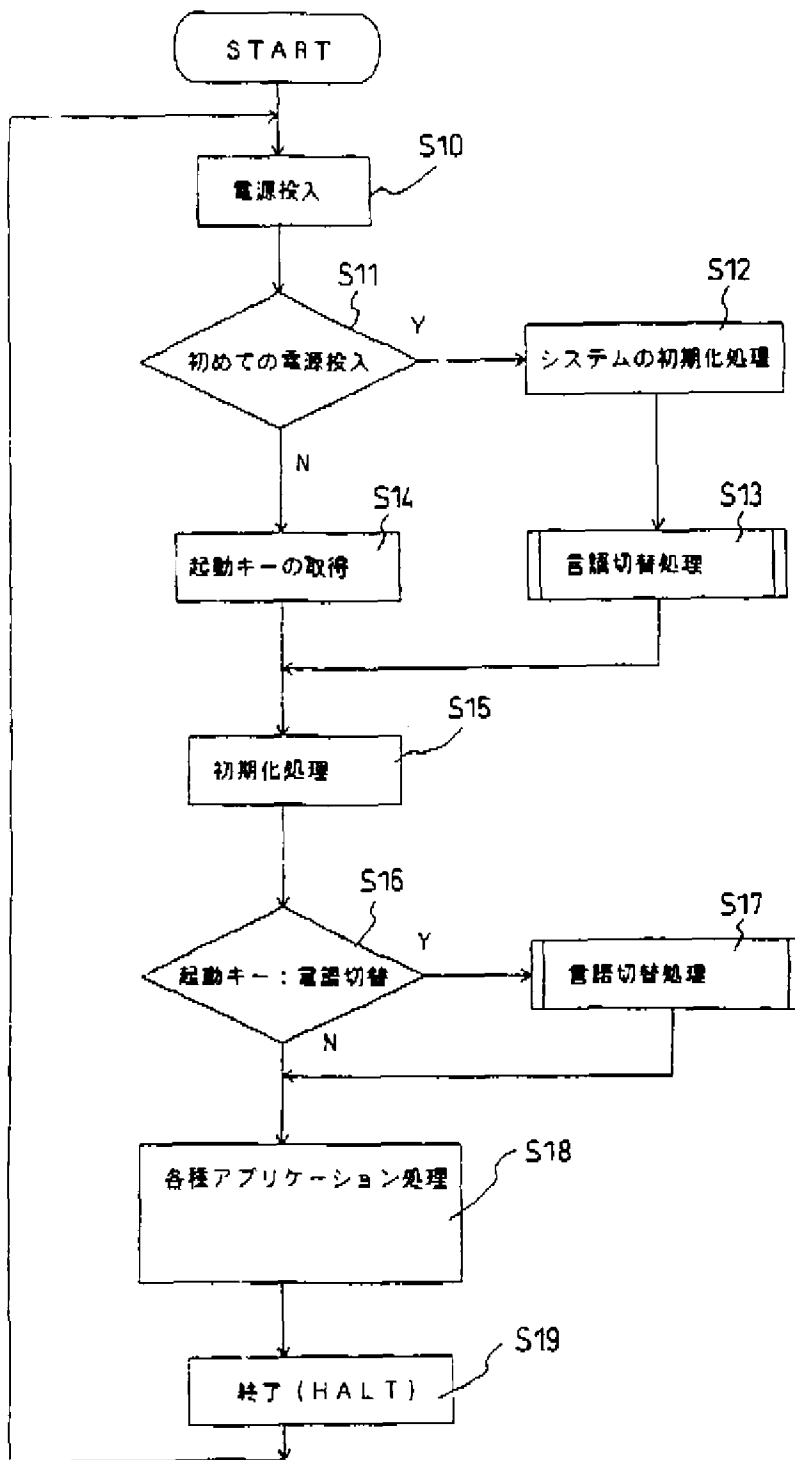 START
S10
電源投入
S11
初めての電源投入
Y
S12
システムの初期化処理
N
S14
起動キーの取得
S13
言語切替処理
S15
初期化処理
S16
起動キー：言語切替
Y
S17
言語切替処理
N
各種アプリケーション処理
S18
S19
終了(HALT)